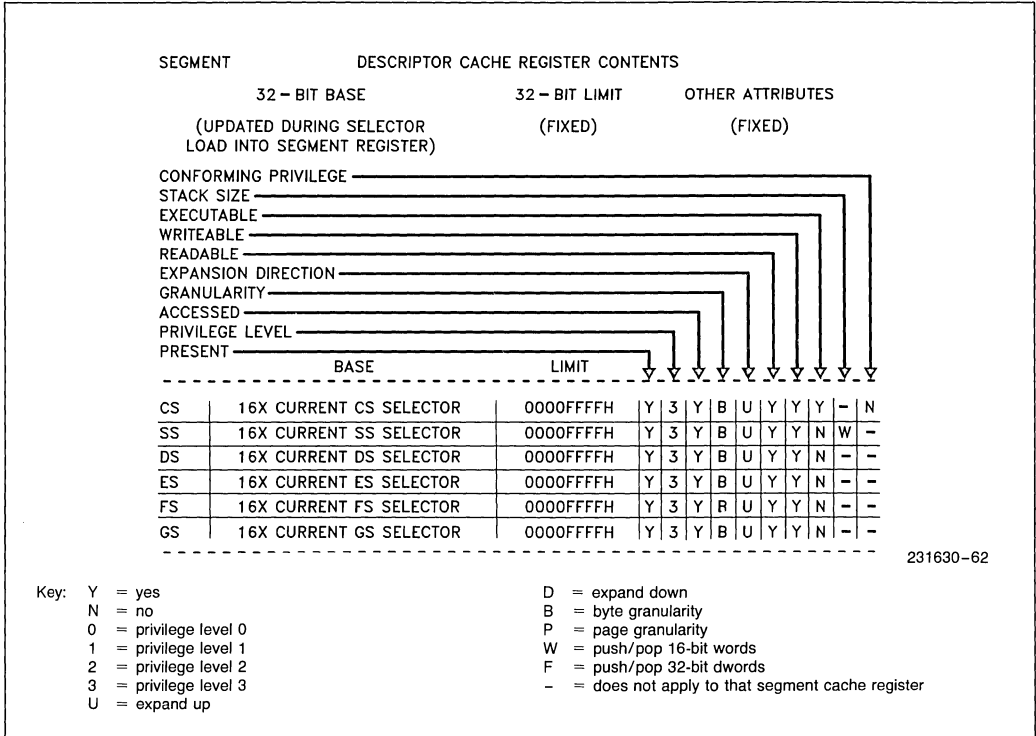 SEGMENT DESCRIPTOR CACHE REGISTER CONTENTS
32 – BIT BASE 32 – BIT LIMIT OTHER ATTRIBUTES
(UPDATED DURING SELECTOR (FIXED) (FIXED)
LOAD INTO SEGMENT REGISTER)
CONFORMING PRIVILEGE
STACK SIZE
EXECUTABLE
WRITEABLE
READABLE
EXPANSION DIRECTION
GRANULARITY
ACCESSED
PRIVILEGE LEVEL
PRESENT
BASE LIMIT
CS 16X CURRENT CS SELECTOR 0000FFFFH Y 3 Y B U Y Y Y – N
SS 16X CURRENT SS SELECTOR 0000FFFFH Y 3 Y B U Y Y N W –
DS 16X CURRENT DS SELECTOR 0000FFFFH Y 3 Y B U Y Y N – –
ES 16X CURRENT ES SELECTOR 0000FFFFH Y 3 Y B U Y Y N – –
FS 16X CURRENT FS SELECTOR 0000FFFFH Y 3 Y R U Y Y N – –
GS 16X CURRENT GS SELECTOR 0000FFFFH Y 3 Y B U Y Y N – –
231630–62
Key: Y = yes
N = no
0 = privilege level 0
1 = privilege level 1
2 = privilege level 2
3 = privilege level 3
U = expand up
D = expand down
B = byte granularity
P = page granularity
W = push/pop 16-bit words
F = push/pop 32-bit dwords
– = does not apply to that segment cache register